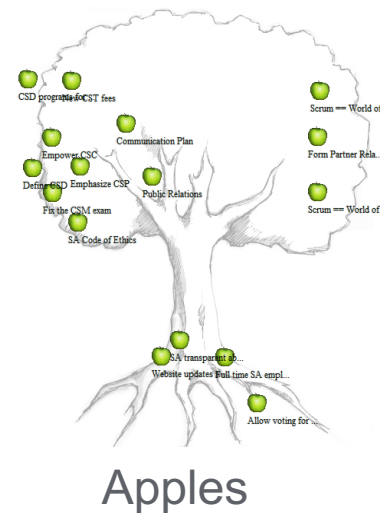 CSD programs for
New CST fees
Scrum == World of
Communication Plan
Form Partner Rela...
Empower CSC
Define CSD
Emphasize CSP
Public Relations
Fix the CSM exam
Scrum == World of
SA Code of Ethics
SA transparant ab...
Website updates
Full time SA empl...
Allow voting for ...
Apples